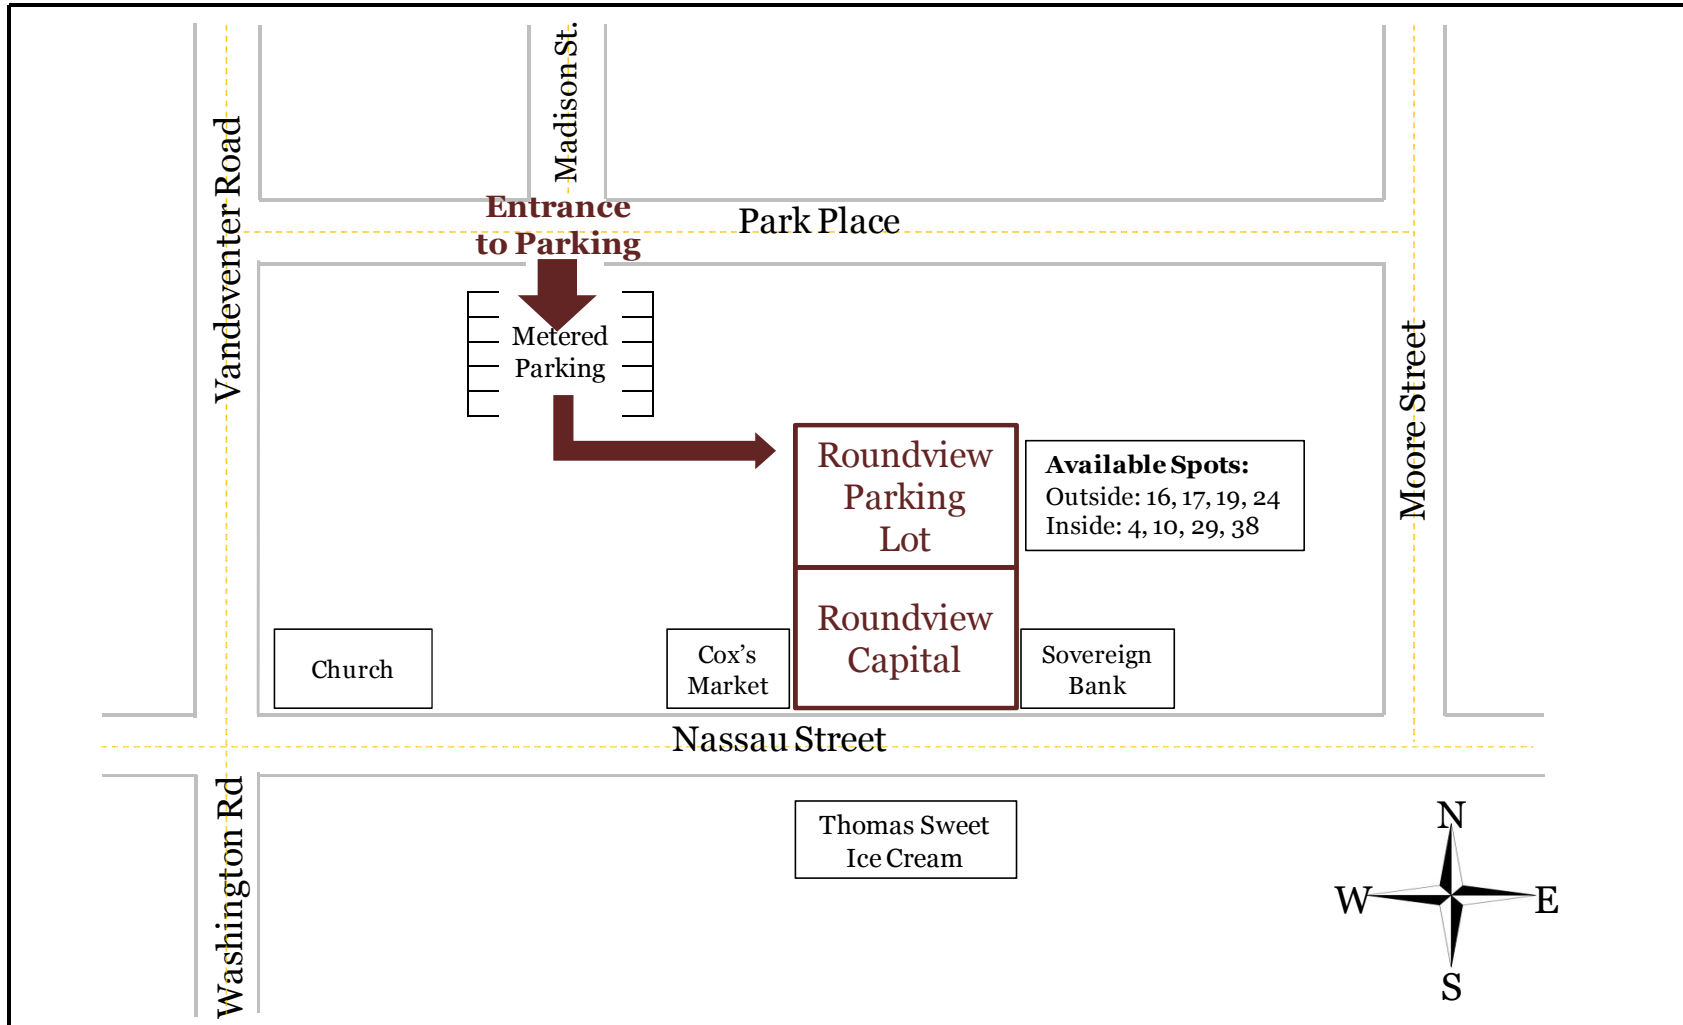 Madison St.
Vandeventer Road
Entrance
to Parking
Park Place
Metered
Parking
Moore Street
Roundview
Parking
Lot
Available Spots:
Outside: 16, 17, 19, 24
Inside: 4, 10, 29, 38
Roundview
Capital
Church
Cox's
Market
Sovereign
Bank
Nassau Street
Washington Rd
Thomas Sweet
Ice Cream
N
W
E
S